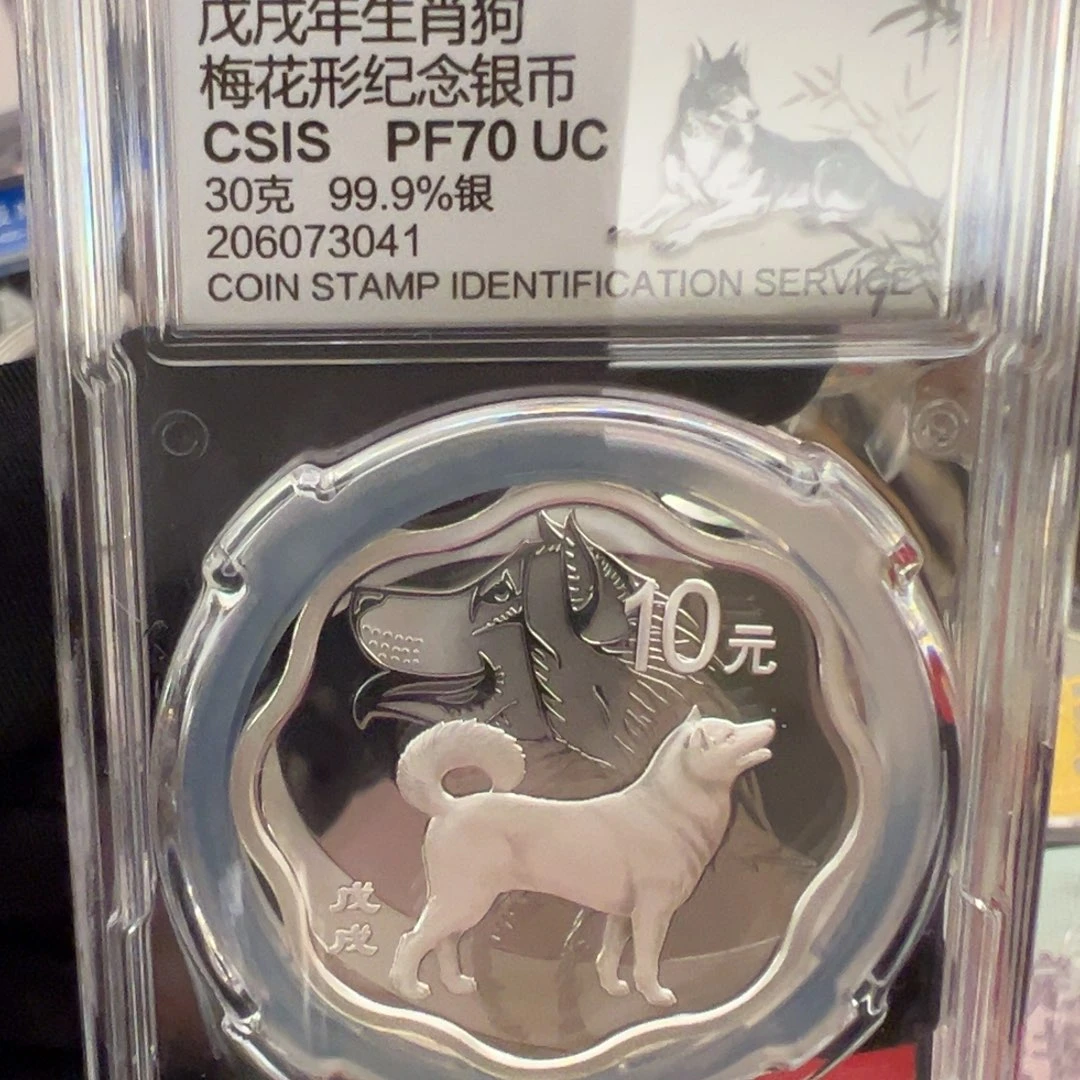 戊戌年生肖狗
梅花形纪念银币
CSIS PF70 UC
30克 99.9%银
206073041
COIN STAMP IDENTIFICATION SERVICE
10元
戊
戌